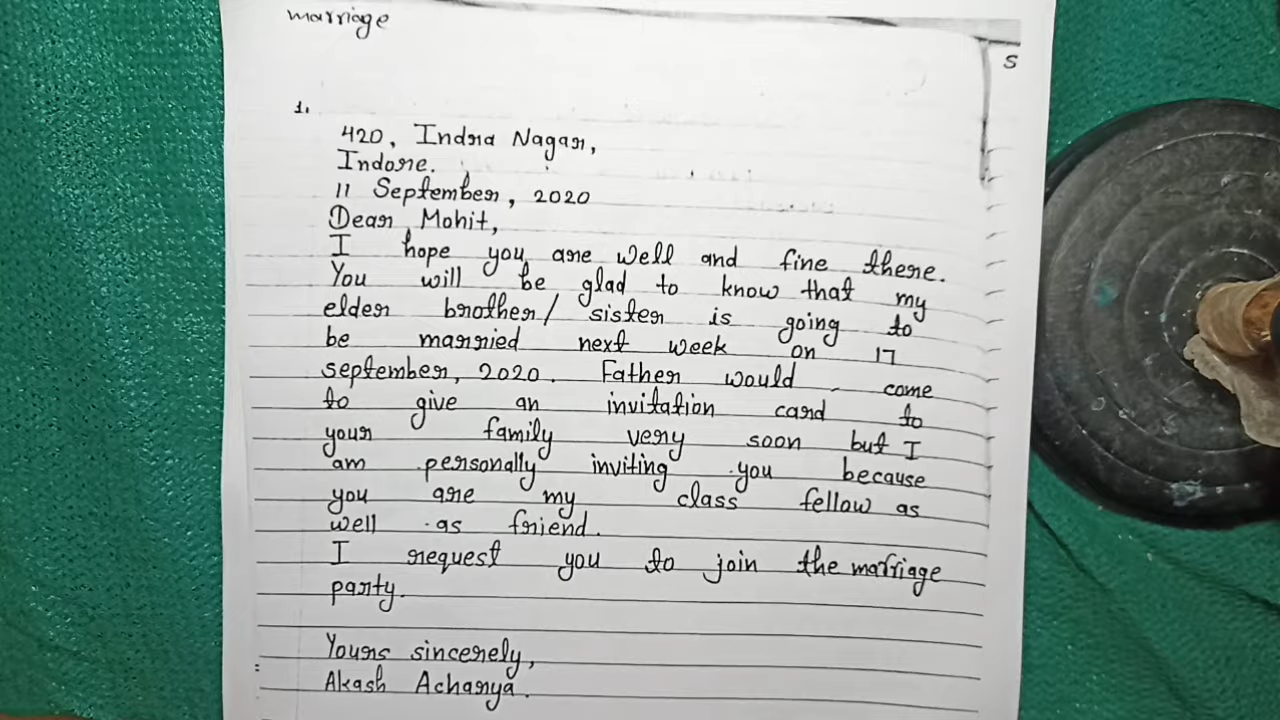 marriage
S
1.
420, Indra Nagar,
Indore.
11 September, 2020
Dear Mohit,
I hope you are well and fine there.
You will be glad to know that my
elder brother/ sister is going to
be married next week on 17
september, 2020. Father would come
to give an invitation card to
your family very soon but I
am personally inviting you because
you are my class fellow as
well as friend.
I request you to join the marriage
party.
Yours sincerely,
Akash Acharya.